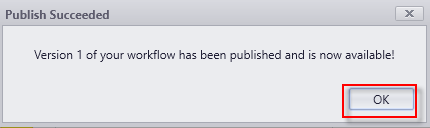 Publish Succeeded
Version 1 of your workflow has been published and is now available!
OK